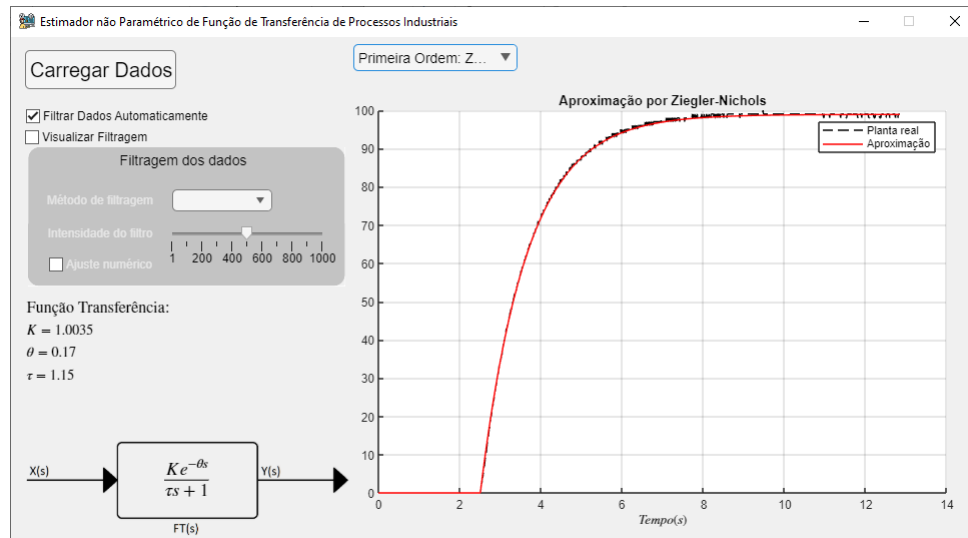 Estimador não Paramétrico de Função de Transferência de Processos Industriais
Carregar Dados
Primeira Ordem: Z...
Filtrar Dados Automaticamente
Visualizar Filtragem
Filtragem dos dados
Método de filtragem
Intensidade do filtro
1 200 400 600 800 1000
Ajuste numérico
Função Transferência:
K = 1.0035
θ = 0.17
τ = 1.15
X(s)
Ke^{-θs}
τs + 1
Y(s)
FT(s)
Aproximação por Ziegler-Nichols
100
90
80
70
60
50
40
30
20
10
0
0 2 4 6 8 10 12 14
Tempo(s)
Planta real
Aproximação